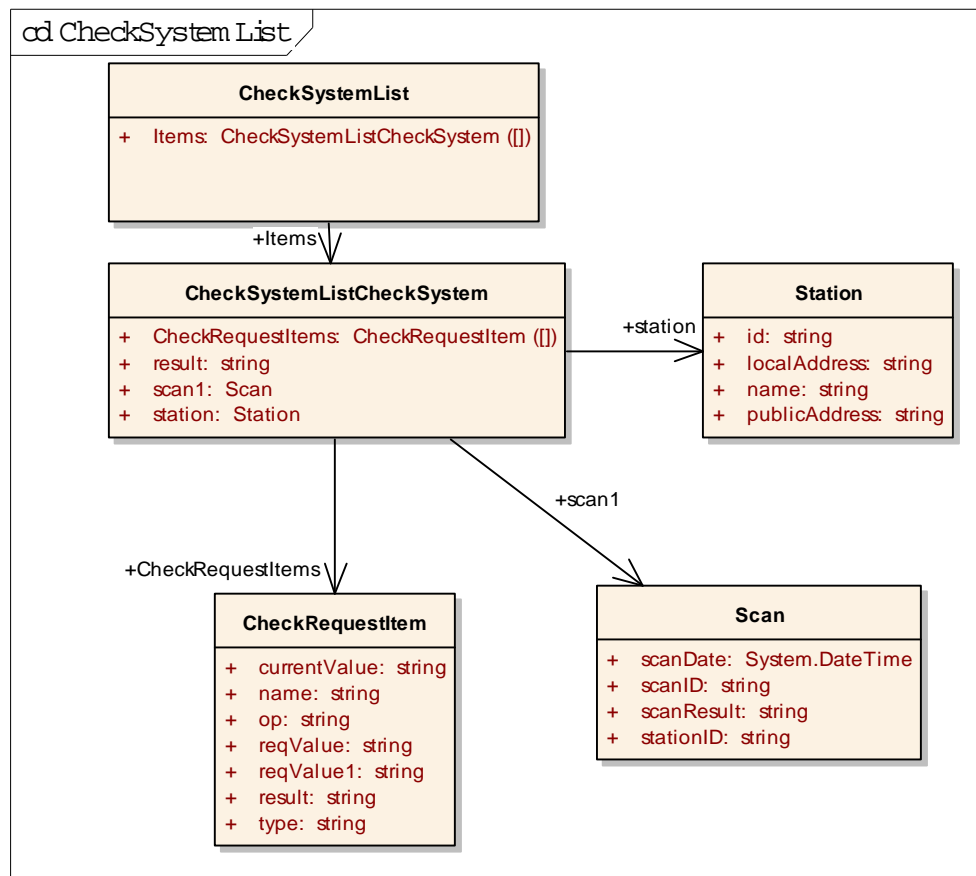 cd CheckSystem List
CheckSystemList
+ Items: CheckSystemListCheckSystem ([])
+Items
CheckSystemListCheckSystem
+ CheckRequestItems: CheckRequestItem ([])
+ result: string
+ scan1: Scan
+ station: Station
+station
Station
+ id: string
+ localAddress: string
+ name: string
+ publicAddress: string
+scan1
+CheckRequestItems
CheckRequestItem
+ currentValue: string
+ name: string
+ op: string
+ reqValue: string
+ reqValue1: string
+ result: string
+ type: string
Scan
+ scanDate: System.DateTime
+ scanID: string
+ scanResult: string
+ stationID: string